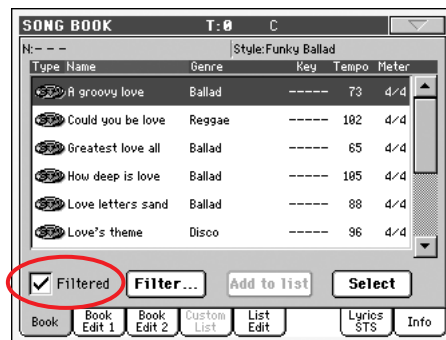 SONG BOOK T:0 C
N:--- Style:Funky Ballad
Type Name Genre Key Tempo Meter
A groovy love Ballad ----- 73 4/4
Could you be love Reggae ----- 102 4/4
Greatest love all Ballad ----- 65 4/4
How deep is love Ballad ----- 105 4/4
Love letters sand Ballad ----- 88 4/4
Love's theme Disco ----- 96 4/4
Filtered Filter... Add to list Select
Book Book Edit 1 Book Edit 2 Custom List List Edit Lyrics STS Info